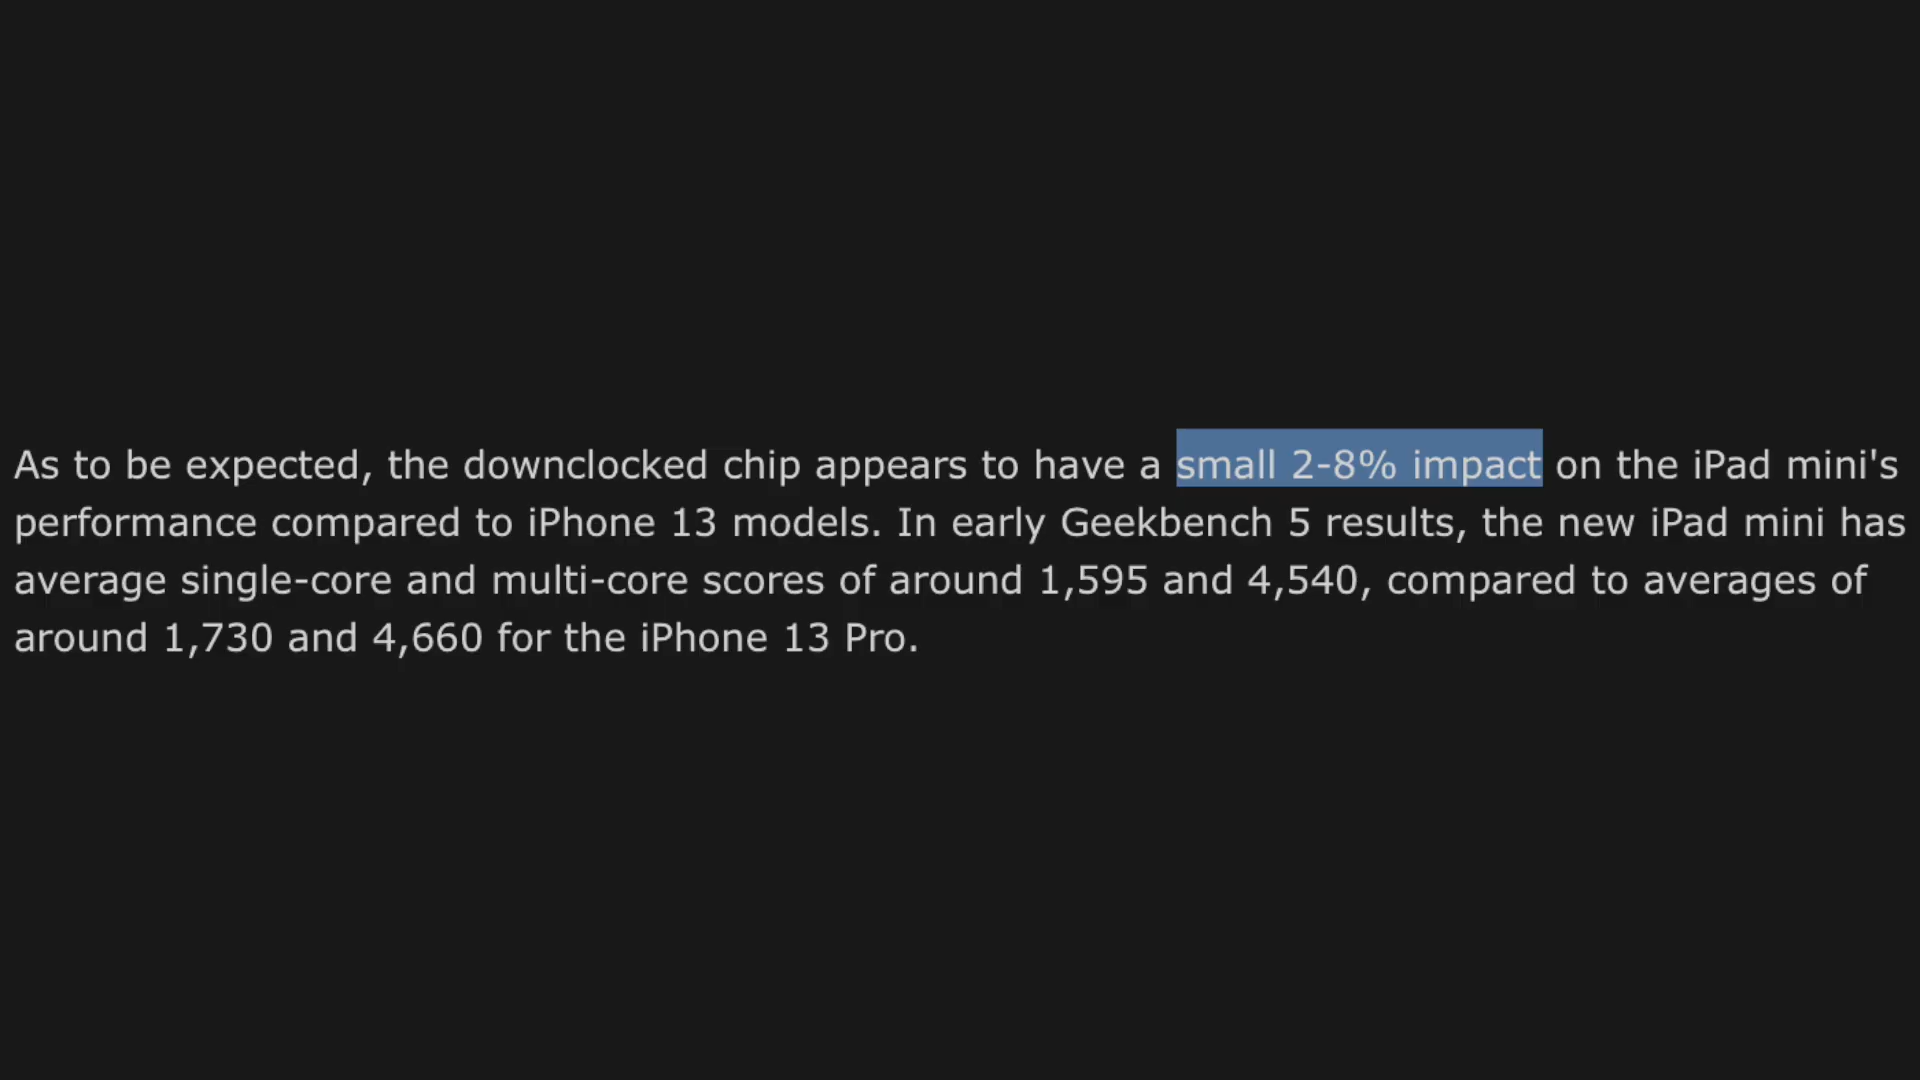 As to be expected, the downclocked chip appears to have a small 2-8% impact on the iPad mini's
performance compared to iPhone 13 models. In early Geekbench 5 results, the new iPad mini has
average single-core and multi-core scores of around 1,595 and 4,540, compared to averages of
around 1,730 and 4,660 for the iPhone 13 Pro.